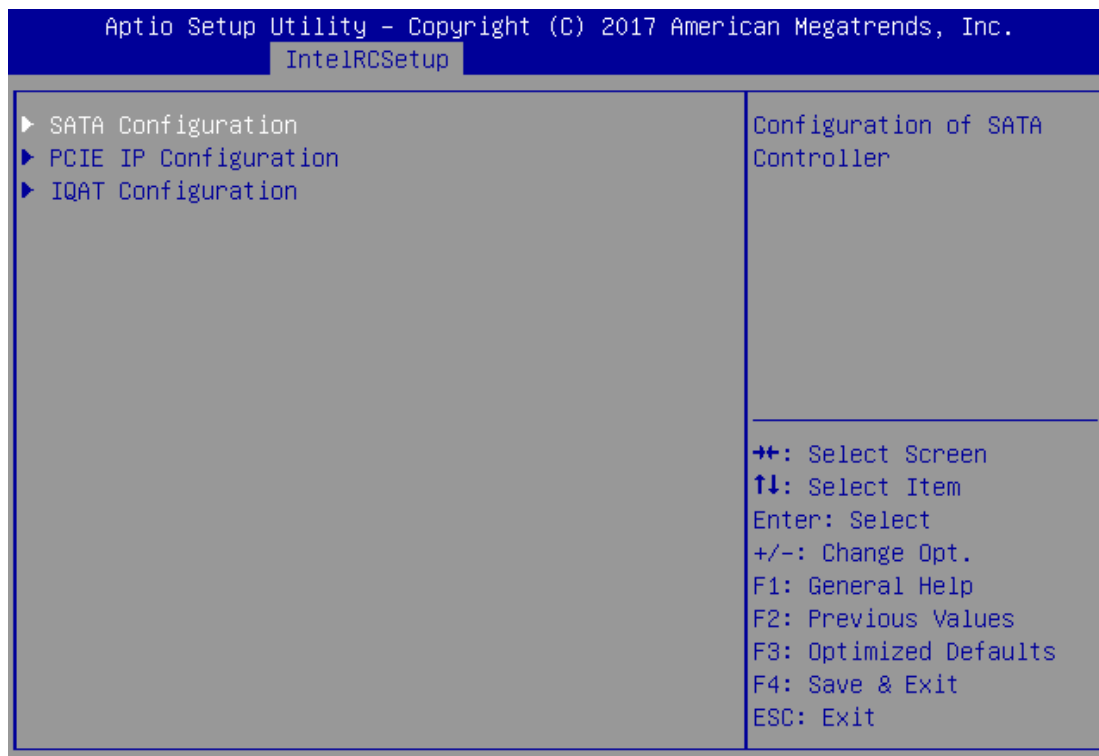 Aptio Setup Utility – Copyright (C) 2017 American Megatrends, Inc.
IntelRCSetup
▶ SATA Configuration
▶ PCIE IP Configuration
▶ IQAT Configuration
Configuration of SATA
Controller
→←: Select Screen
↑↓: Select Item
Enter: Select
+/-: Change Opt.
F1: General Help
F2: Previous Values
F3: Optimized Defaults
F4: Save & Exit
ESC: Exit